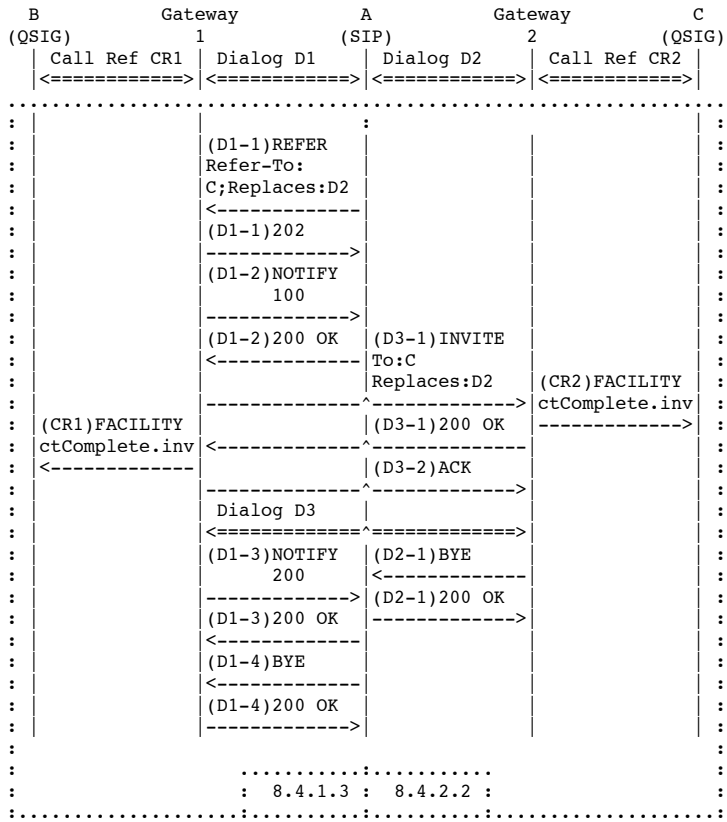 B Gateway A Gateway C
(QSIG) 1 (SIP) 2 (QSIG)
| Call Ref CR1 | Dialog D1 | Dialog D2 | Call Ref CR2 |
|<============>|<============>|<============>|<============>|
(D1-1)REFER
Refer-To:
C;Replaces:D2
<-------------
(D1-1)202
------------->
(D1-2)NOTIFY
100
------------->
(D1-2)200 OK |(D3-1)INVITE
<-------------|To:C
|Replaces:D2 |(CR2)FACILITY
--------------^-------------> ctComplete.inv
(CR1)FACILITY |(D3-1)200 OK |------------->
ctComplete.inv <-------------^--------------
<------------- |(D3-2)ACK
--------------^------------->
Dialog D3
<=============^=============>
(D1-3)NOTIFY |(D2-1)BYE
200 |<-------------
------------->|(D2-1)200 OK
(D1-3)200 OK |------------->
<-------------
(D1-4)BYE
<-------------
(D1-4)200 OK
------------->
: 8.4.1.3 : 8.4.2.2 :